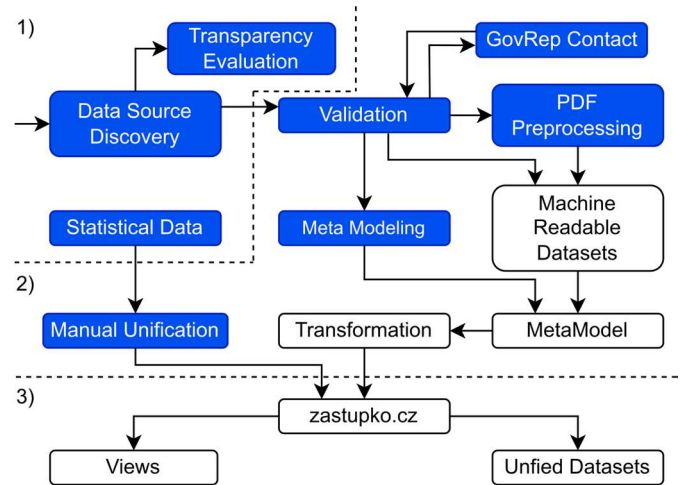 1)
Transparency
Evaluation
GovRep Contact
Data Source
Discovery
Validation
PDF
Preprocessing
Statistical Data
Meta Modeling
Machine
Readable
Datasets
2)
Manual Unification
Transformation
MetaModel
3)
zastupko.cz
Views
Unfied Datasets